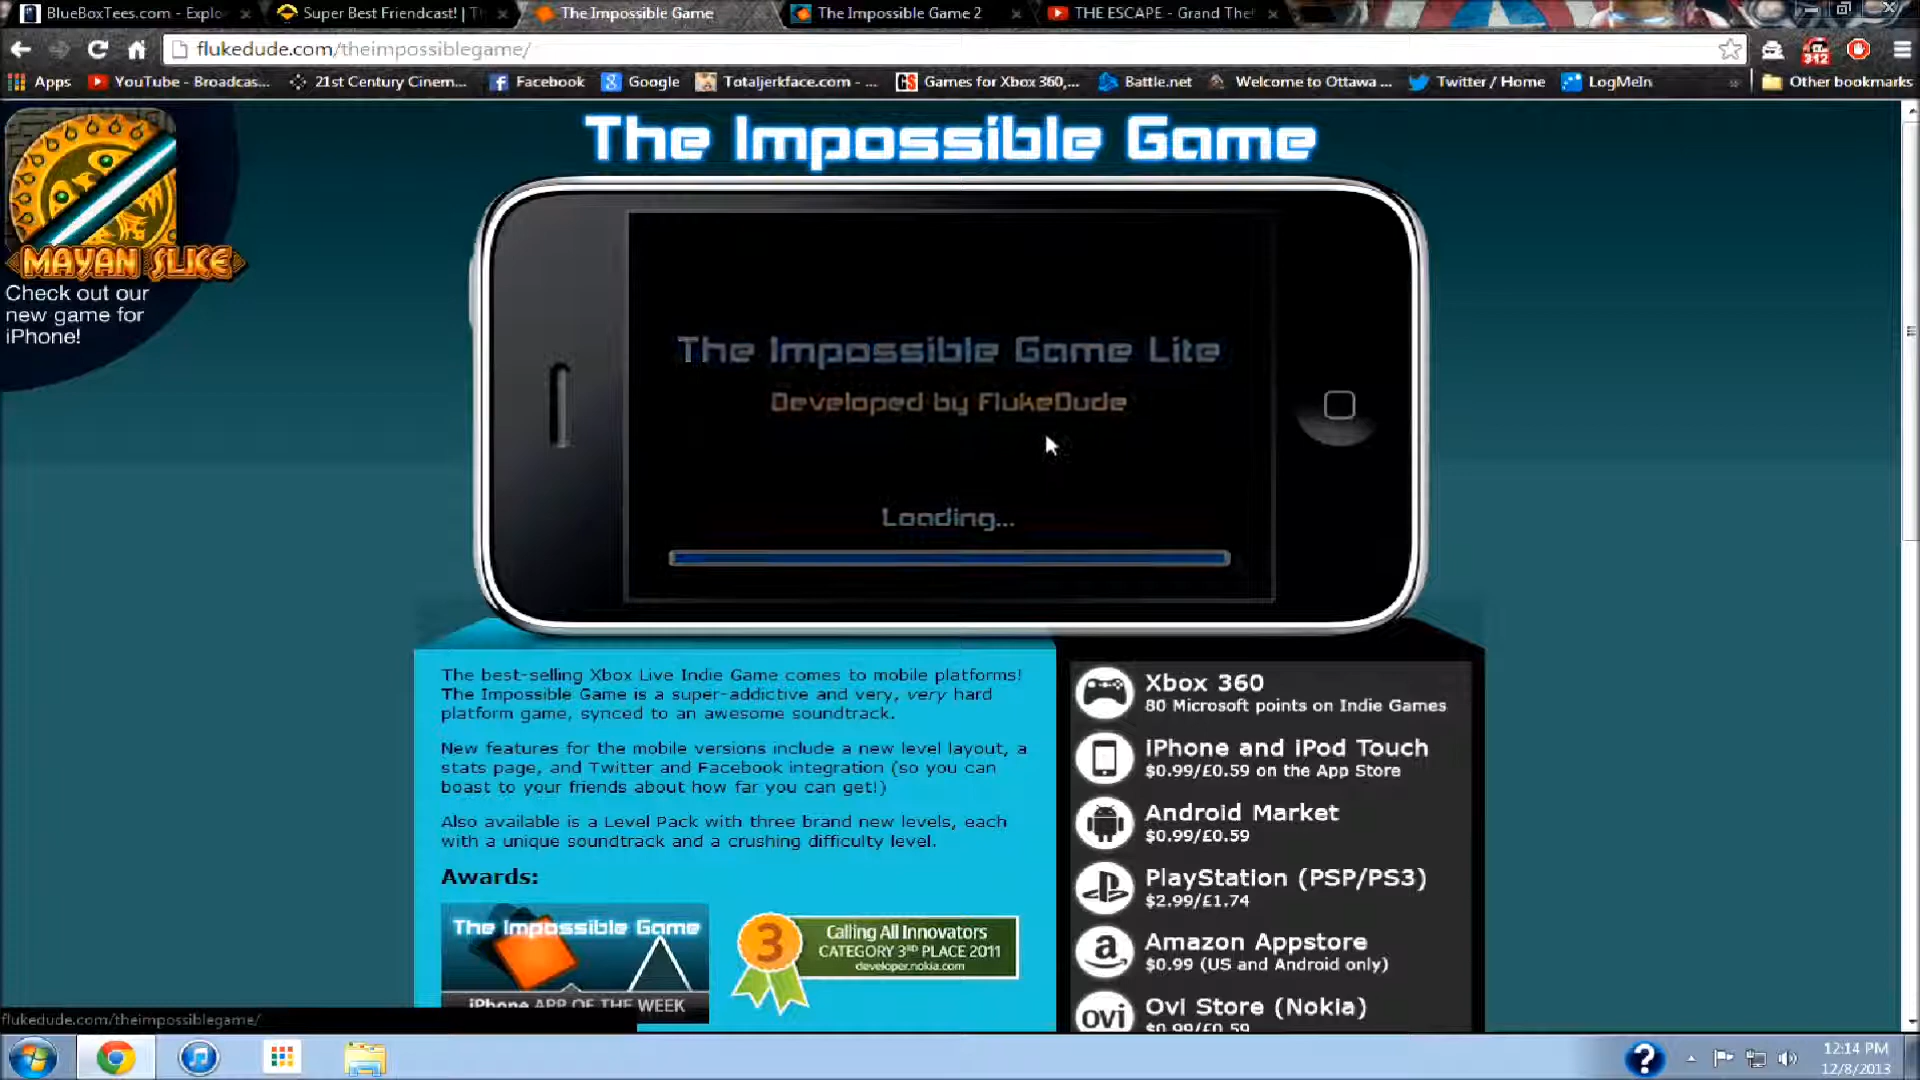 BlueBoxTees.com - Explo
Super Best Friendcast! | T
The Impossible Game
The Impossible Game 2
THE ESCAPE - Grand Thef
flukedude.com/theimpossiblegame/
312
Apps
YouTube - Broadcas...
21st Century Cinem...
Facebook
Google
Totaljerkface.com - ...
GS
Games for Xbox 360,...
Battle.net
Welcome to Ottawa ...
Twitter / Home
LogMeIn
Other bookmarks
MAYAN SLICE
Check out our
new game for
iPhone!
The Impossible Game
The Impossible Game Lite
Developed by FlukeDude
Loading...
The best-selling Xbox Live Indie Game comes to mobile platforms!
The Impossible Game is a super-addictive and very, very hard
platform game, synced to an awesome soundtrack.
New features for the mobile versions include a new level layout, a
stats page, and Twitter and Facebook integration (so you can
boast to your friends about how far you can get!)
Also available is a Level Pack with three brand new levels, each
with a unique soundtrack and a crushing difficulty level.
Awards:
The Impossible Game
iPhone APP OF THE WEEK
3
Calling All Innovators
CATEGORY 3RD PLACE 2011
developer.nokia.com
Xbox 360
80 Microsoft points on Indie Games
iPhone and iPod Touch
$0.99/£0.59 on the App Store
Android Market
$0.99/£0.59
PlayStation (PSP/PS3)
$2.99/£1.74
a
Amazon Appstore
$0.99 (US and Android only)
ovi
Ovi Store (Nokia)
$0.99/£0.59
flukedude.com/theimpossiblegame/
12:14 PM
12/8/2013